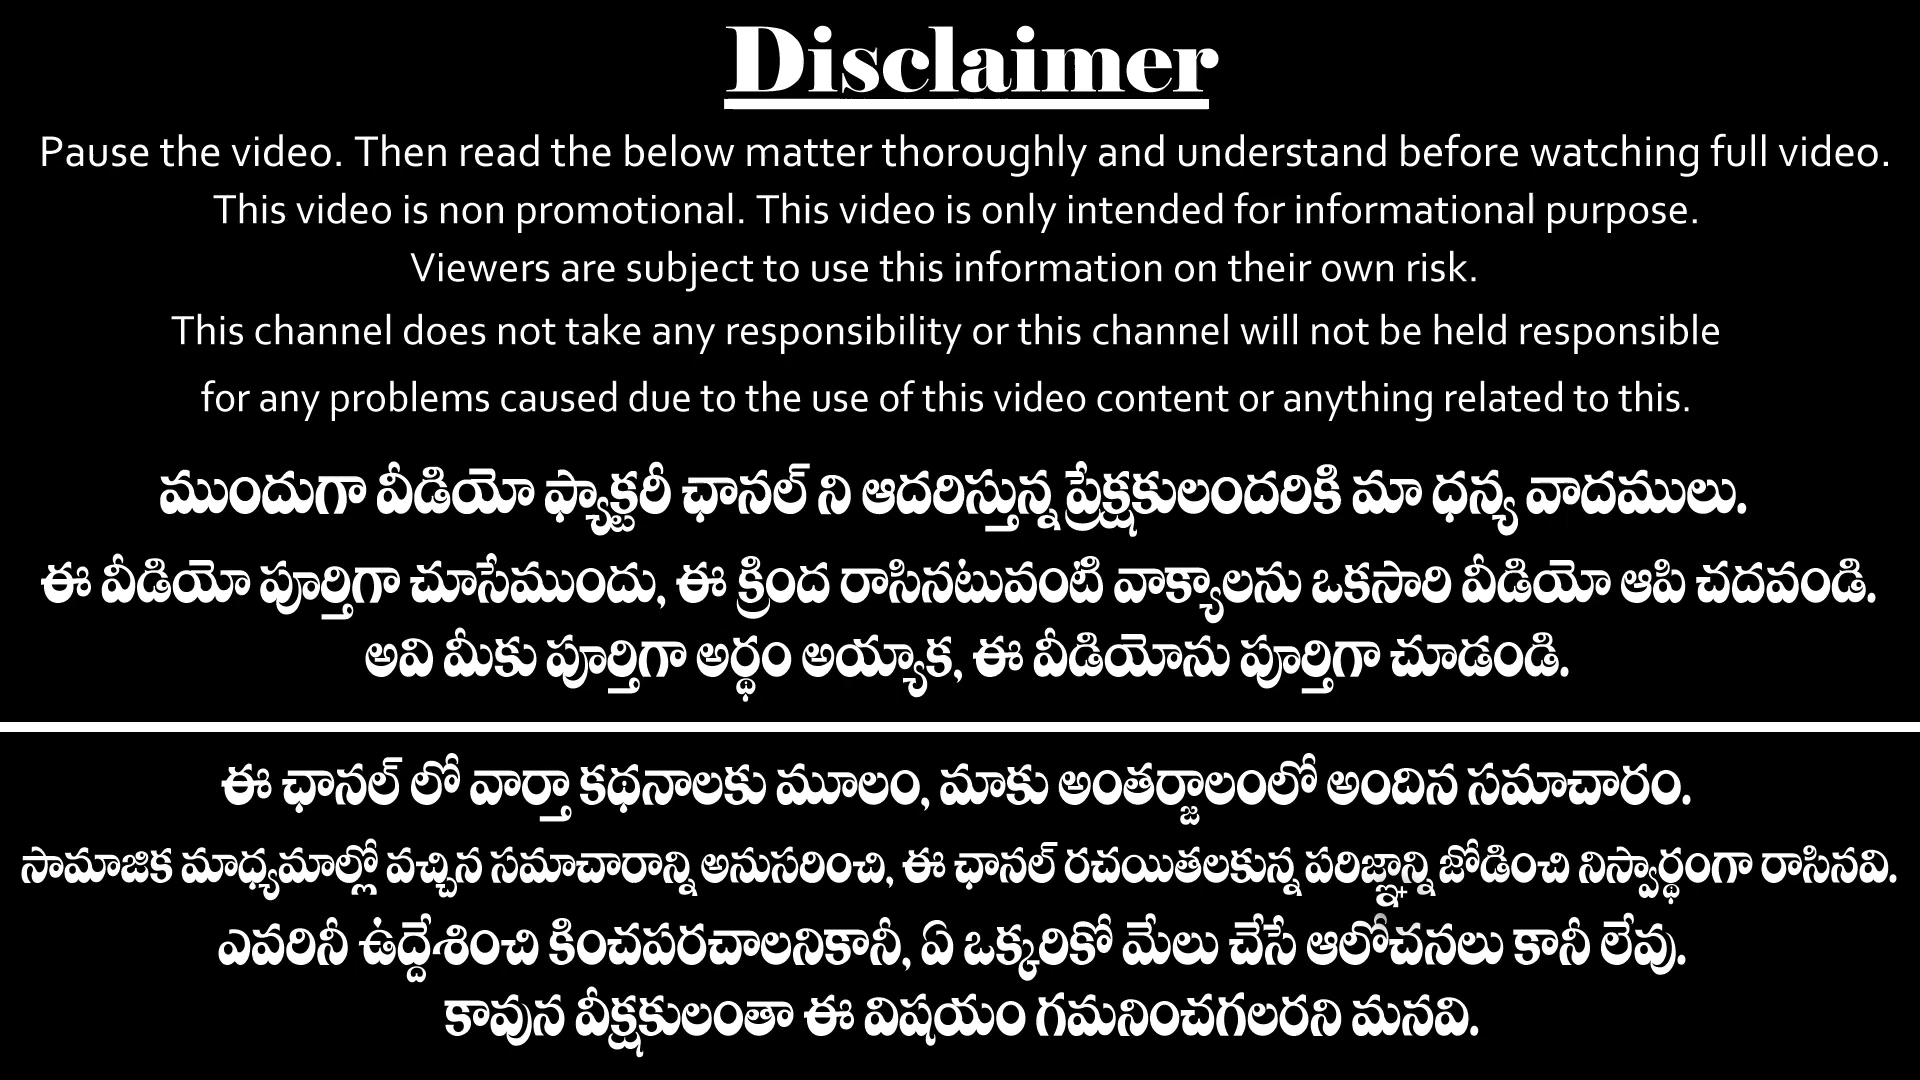 Disclaimer
Pause the video. Then read the below matter thoroughly and understand before watching full video.
This video is non promotional. This video is only intended for informational purpose.
Viewers are subject to use this information on their own risk.
This channel does not take any responsibility or this channel will not be held responsible
for any problems caused due to the use of this video content or anything related to this.
ముందుగా వీడియో ఫ్యాక్టరీ ఛానల్ ని ఆదరిస్తున్న ప్రేక్షకులందరికి మా ధన్య వాదములు.
ఈ వీడియో పూర్తిగా చూసేముందు, ఈ క్రింద రాసినటువంటి వాక్యాలను ఒకసారి వీడియో ఆపి చదవండి.
అవి మీకు పూర్తిగా అర్థం అయ్యాక, ఈ వీడియోను పూర్తిగా చూడండి.
ఈ ఛానల్ లో వార్తా కథనాలకు మూలం, మాకు అంతర్జాలంలో అందిన సమాచారం.
సామాజిక మాధ్యమాల్లో వచ్చిన సమాచారాన్ని అనుసరించి, ఈ ఛానల్ రచయితలకున్న పరిజ్ఞాన్ని జోడించి నిస్వార్థంగా రాసినవి.
ఎవరినీ ఉద్దేశించి కించపరచాలనికానీ, ఏ ఒక్కరికో మేలు చేసే ఆలోచనలు కానీ లేవు.
కావున వీక్షకులంతా ఈ విషయం గమనించగలరని మనవి.